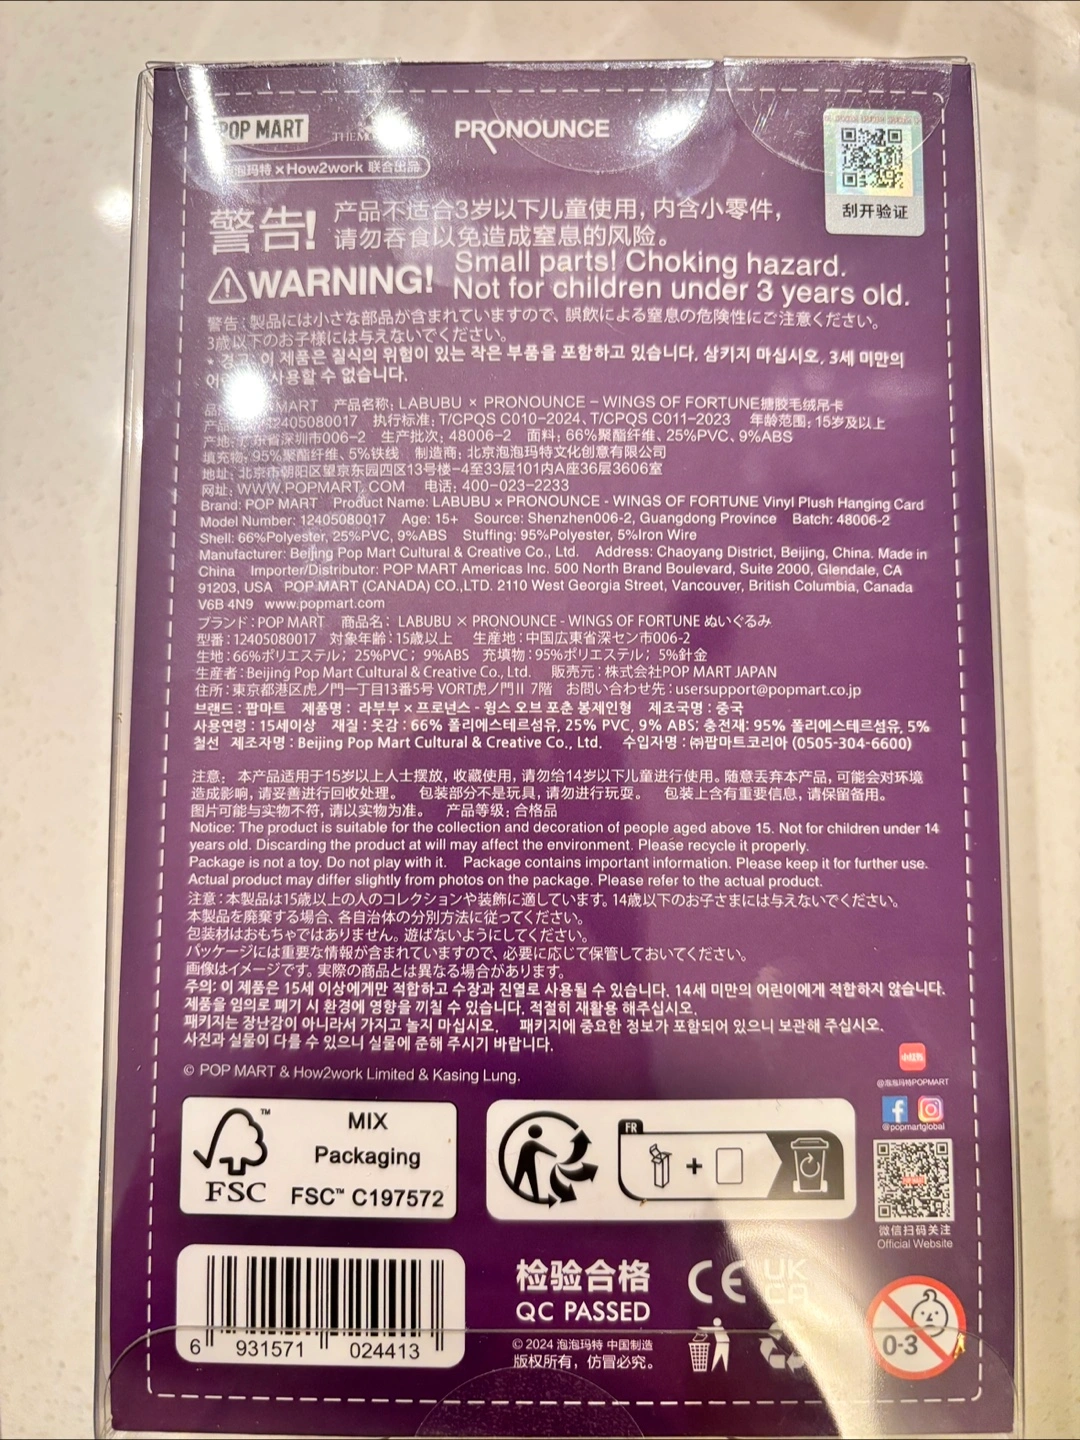 POP MART
PRONOUNCE
泡泡玛特×How2work 联合出品
刮开验证
警告!
产品不适合3岁以下儿童使用，内含小零件，
请勿吞食以免造成窒息的风险。
WARNING!
Small parts! Choking hazard.
Not for children under 3 years old.
警告：製品には小さな部品が含まれていますので、誤飲による窒息の危険性にご注意ください。
3歳以下のお子様には与えないでください。
* 경고: 이 제품은 질식의 위험이 있는 작은 부품을 포함하고 있습니다. 삼키지 마십시오. 3세 미만의
사용할 수 없습니다.
MART 产品名称：LABUBU × PRONOUNCE－WINGS OF FORTUNE搪胶毛绒吊卡
12405080017 执行标准：T/CPQS C010-2024、T/CPQS C011-2023 年龄范围：15岁及以上
产地：广东省深圳市006-2 生产批次：48006-2 面料：66%聚酯纤维、25%PVC、9%ABS
填充物：95%聚酯纤维、5%铁线 制造商：北京泡泡玛特文化创意有限公司
地址：北京市朝阳区望京东园四区13号楼-4至33层101内A座36层3606室
网址：WWW.POPMART.COM 电话：400-023-2233
Brand: POP MART Product Name: LABUBU × PRONOUNCE - WINGS OF FORTUNE Vinyl Plush Hanging Card
Model Number: 12405080017 Age: 15+ Source: Shenzhen006-2, Guangdong Province Batch: 48006-2
Shell: 66%Polyester, 25%PVC, 9%ABS Stuffing: 95%Polyester, 5%Iron Wire
Manufacturer: Beijing Pop Mart Cultural & Creative Co., Ltd. Address: Chaoyang District, Beijing, China. Made in
China Importer/Distributor: POP MART Americas Inc. 500 North Brand Boulevard, Suite 2000, Glendale, CA
91203, USA POP MART (CANADA) CO.,LTD. 2110 West Georgia Street, Vancouver, British Columbia, Canada
V6B 4N9 www.popmart.com
ブランド：POP MART 商品名： LABUBU × PRONOUNCE - WINGS OF FORTUNE ぬいぐるみ
型番：12405080017 対象年齢：15歳以上 生産地：中国広東省深セン市006-2
生地：66%ポリエステル； 25%PVC； 9%ABS 充填物：95%ポリエステル； 5%針金
生産者：Beijing Pop Mart Cultural & Creative Co., Ltd. 販売元：株式会社POP MART JAPAN
住所：東京都港区虎ノ門一丁目13番5号 VORT虎ノ門II 7階 お問い合わせ先：usersupport@popmart.co.jp
브랜드 : 팝마트 제품명 : 라부부 × 프로넌스 - 윙스 오브 포춘 봉제인형 제조국명 : 중국
사용연령 : 15세이상 재질 : 옷감 : 66% 폴리에스테르섬유, 25% PVC, 9% ABS; 충전재: 95% 폴리에스테르섬유, 5%
철선 제조자명 : Beijing Pop Mart Cultural & Creative Co., Ltd. 수입자명 : ㈜팝마트코리아 (0505-304-6600)
注意： 本产品适用于15岁以上人士摆放，收藏使用，请勿给14岁以下儿童进行使用。随意丢弃本产品，可能会对环境
造成影响，请妥善进行回收处理。 包装部分不是玩具，请勿进行玩耍。 包装上含有重要信息，请保留备用。
图片可能与实物不符，请以实物为准。 产品等级：合格品
Notice: The product is suitable for the collection and decoration of people aged above 15. Not for children under 14
years old. Discarding the product at will may affect the environment. Please recycle it properly.
Package is not a toy. Do not play with it. Package contains important information. Please keep it for further use.
Actual product may differ slightly from photos on the package. Please refer to the actual product.
注意：本製品は15歳以上の人のコレクションや装飾に適しています。14歳以下のお子さまには与えないでください。
本製品を廃棄する場合、各自治体の分別方法に従ってください。
包装材はおもちゃではありません。遊ばないようにしてください。
パッケージには重要な情報が含まれていますので、必要に応じて保管しておいてください。
画像はイメージです。実際の商品とは異なる場合があります。
주의: 이 제품은 15세 이상에게만 적합하고 수장과 진열로 사용될 수 있습니다. 14세 미만의 어린이에게 적합하지 않습니다.
제품을 임의로 폐기 시 환경에 영향을 끼칠 수 있습니다. 적절히 재활용 해주십시오.
패키지는 장난감이 아니라서 가지고 놀지 마십시오. 패키지에 중요한 정보가 포함되어 있으니 보관해 주십시오.
사진과 실물이 다를 수 있으니 실물에 준해 주시기 바랍니다.
© POP MART & How2work Limited & Kasing Lung.
小红书
@泡泡玛特POPMART
@popmartglobal
FSC
MIX
Packaging
FSC™ C197572
FR
微信扫码关注
Official Website
6 931571 024413
检验合格
QC PASSED
© 2024 泡泡玛特 中国制造
版权所有，仿冒必究。
CE
UK
CA
0-3